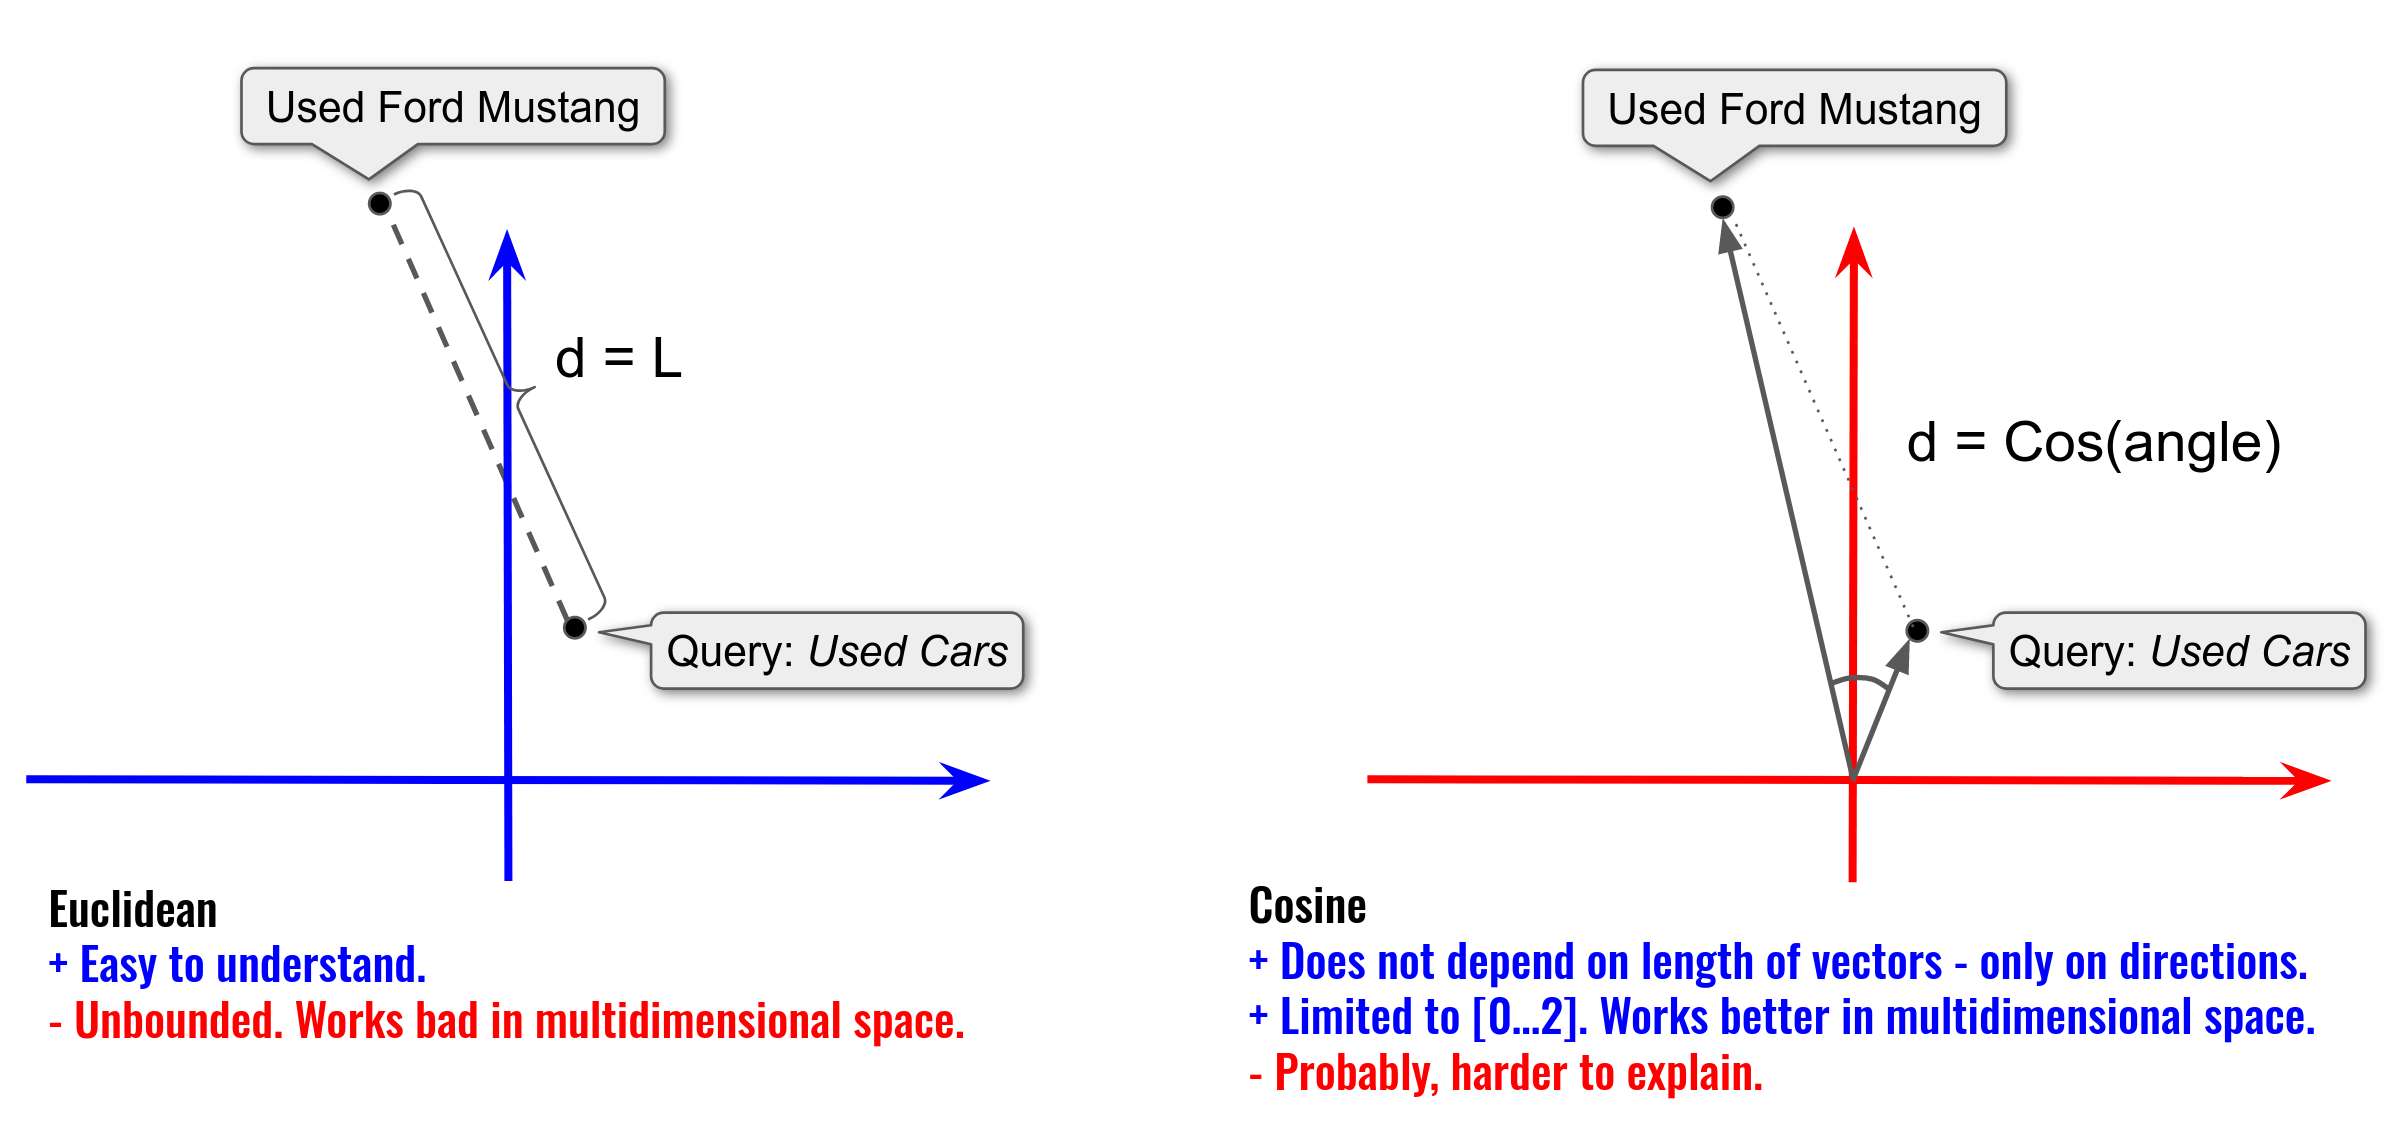 Used Ford Mustang
d = L
Query: Used Cars
Euclidean
+ Easy to understand.
- Unbounded. Works bad in multidimensional space.
Used Ford Mustang
d = Cos(angle)
Query: Used Cars
Cosine
+ Does not depend on length of vectors - only on directions.
+ Limited to [0...2]. Works better in multidimensional space.
- Probably, harder to explain.